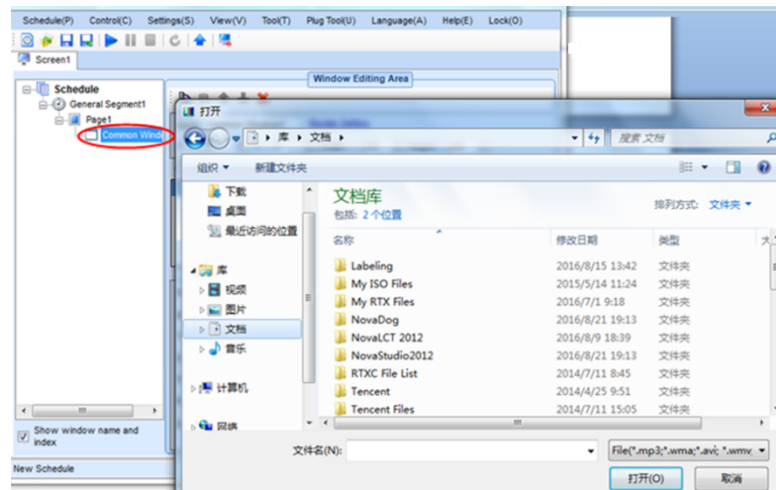 Schedule(P) Control(C) Settings(S) View(V) Tool(T) Plug Tool(U) Language(A) Help(E) Lock(O)
Screen1
Window Editing Area
Schedule
General Segment1
Page1
Common Windo
打开
库 文档
搜索 文档
组织 新建文件夹
下载
桌面
最近访问的位置
库
视频
图片
文档
音乐
计算机
网络
文档库
包括: 2 个位置
排列方式: 文件夹
名称 修改日期 类型 大
Labeling 2016/8/15 13:42 文件夹
My ISO Files 2015/5/14 11:24 文件夹
My RTX Files 2016/7/1 9:18 文件夹
NovaDog 2016/8/21 19:13 文件夹
NovaLCT 2012 2016/8/9 18:39 文件夹
NovaStudio2012 2016/8/21 19:13 文件夹
RTXC File List 2014/7/11 8:45 文件夹
Tencent 2014/4/25 9:51 文件夹
Tencent Files 2014/7/11 15:05 文件夹
Show window name and index
New Schedule
文件名(N):
File(*.mp3;*.wma;*.avi; *.wmv,
打开(O) 取消